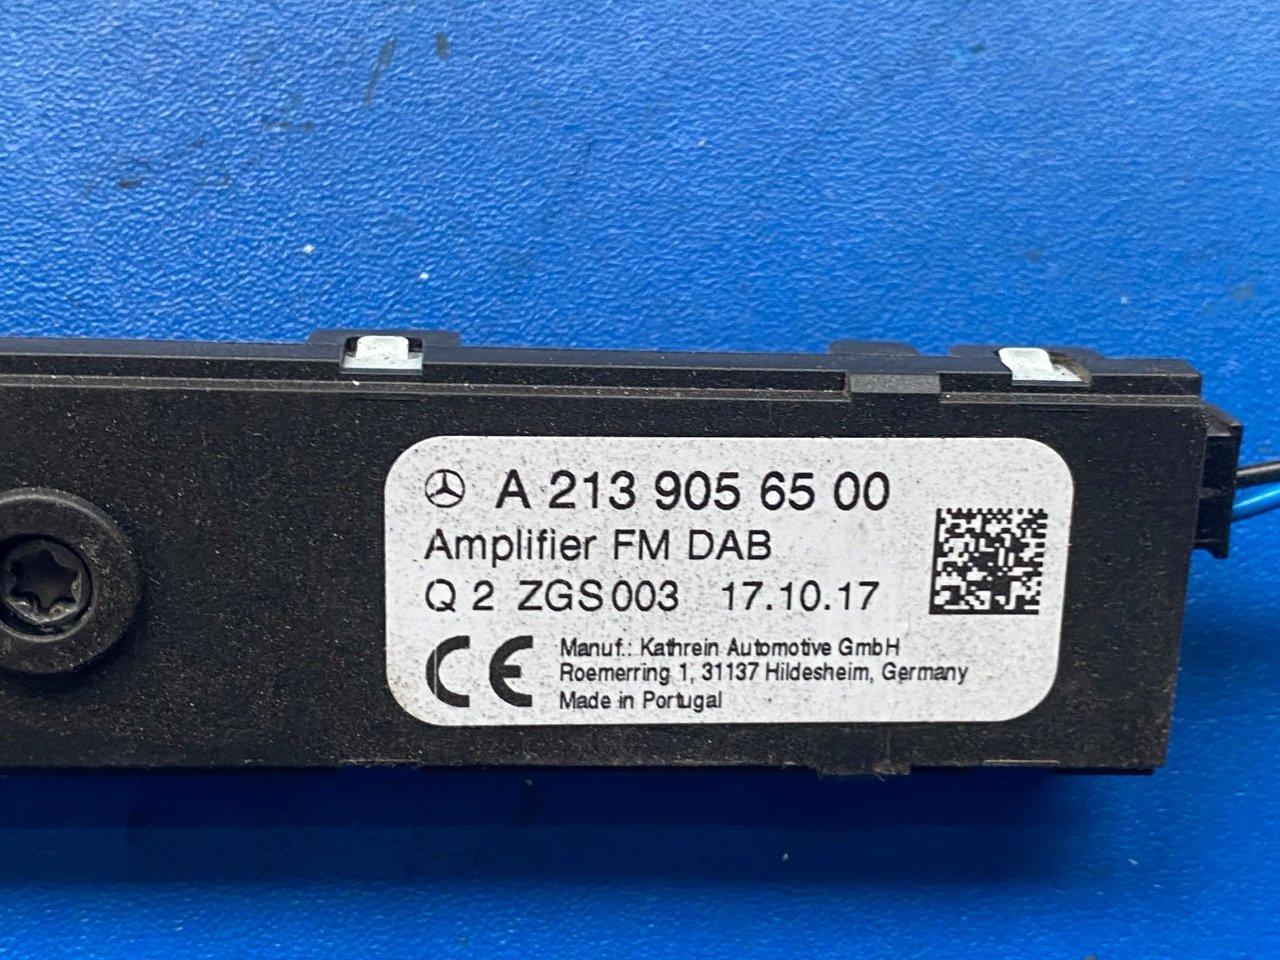 A 213 905 65 00
Amplifier FM DAB
Q 2 ZGS 003 17.10.17
CE
Manuf.: Kathrein Automotive GmbH
Roemerring 1, 31137 Hildesheim, Germany
Made in Portugal